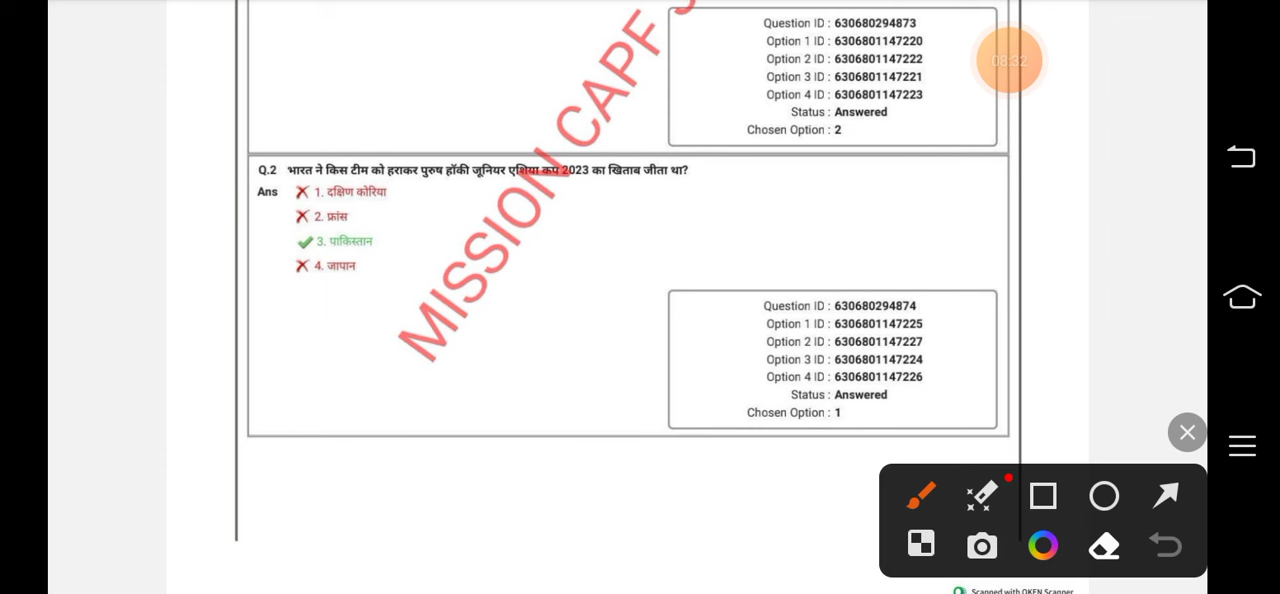 Question ID : 630680294873
Option 1 ID : 6306801147220
Option 2 ID : 6306801147222
Option 3 ID : 6306801147221
Option 4 ID : 6306801147223
Status : Answered
Chosen Option : 2
08:32
Q.2 भारत ने किस टीम को हराकर पुरुष हॉकी जूनियर एशिया कप 2023 का खिताब जीता था?
Ans 1. दक्षिण कोरिया
2. फ्रांस
3. पाकिस्तान
4. जापान
MISSION CAPF
Question ID : 630680294874
Option 1 ID : 6306801147225
Option 2 ID : 6306801147227
Option 3 ID : 6306801147224
Option 4 ID : 6306801147226
Status : Answered
Chosen Option : 1
Scanned with OKEN Scanner